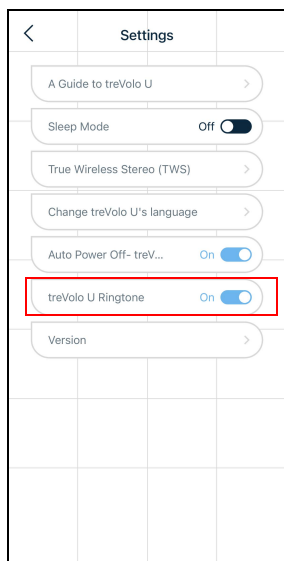 Settings
A Guide to treVolo U
Sleep Mode Off
True Wireless Stereo (TWS)
Change treVolo U's language
Auto Power Off- treV... On
treVolo U Ringtone On
Version